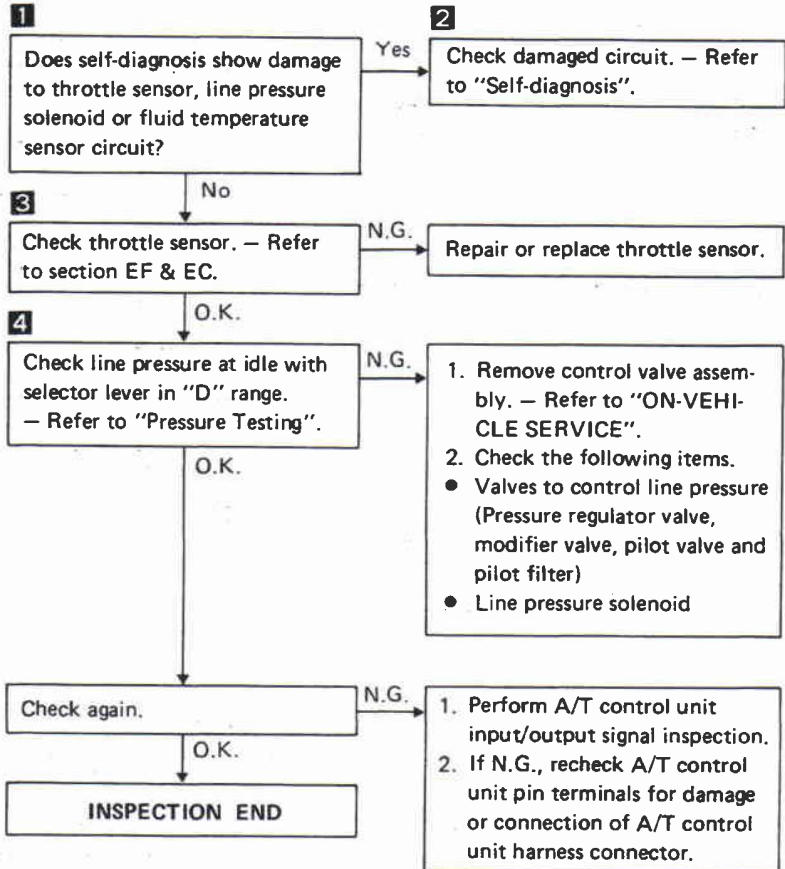 1
Does self-diagnosis show damage
to throttle sensor, line pressure
solenoid or fluid temperature
sensor circuit?
Yes
2
Check damaged circuit. — Refer
to "Self-diagnosis".
No
3
Check throttle sensor. — Refer
to section EF & EC.
N.G.
Repair or replace throttle sensor.
O.K.
4
Check line pressure at idle with
selector lever in "D" range.
— Refer to "Pressure Testing".
N.G.
1. Remove control valve assem-
bly. — Refer to "ON-VEHI-
CLE SERVICE".
2. Check the following items.
● Valves to control line pressure
(Pressure regulator valve,
modifier valve, pilot valve and
pilot filter)
● Line pressure solenoid
O.K.
Check again.
N.G.
1. Perform A/T control unit
input/output signal inspection.
2. If N.G., recheck A/T control
unit pin terminals for damage
or connection of A/T control
unit harness connector.
O.K.
INSPECTION END